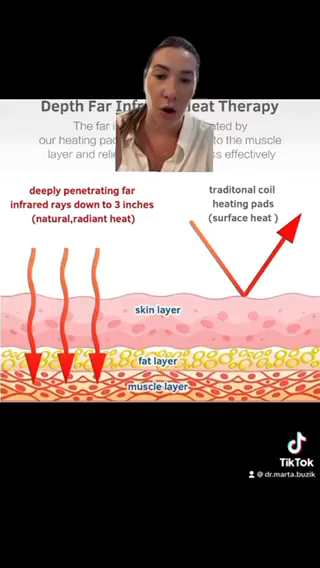 Depth Far Inf eat Therapy
The far i ated by
our heating pad to the muscle
layer and reli ss effectively
deeply penetrating far
infrared rays down to 3 inches
(natural,radiant heat)
traditonal coil
heating pads
(surface heat )
skin layer
fat layer
muscle layer
TikTok
@ dr.marta.buzik